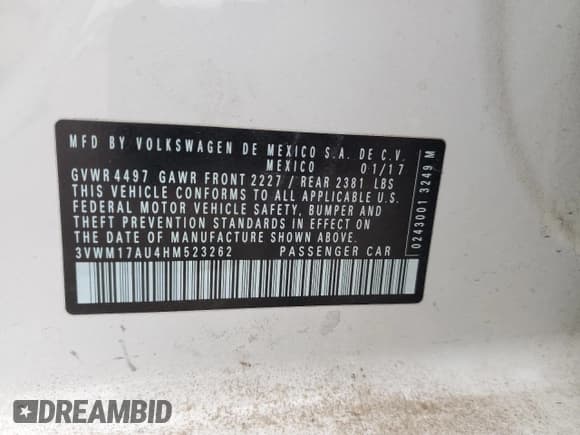 MFD BY VOLKSWAGEN DE MEXICO S.A. DE C.V.
MEXICO 01/17
GVWR 4497 GAWR FRONT 2227 / REAR 2381 LBS
THIS VEHICLE CONFORMS TO ALL APPLICABLE U.S.
FEDERAL MOTOR VEHICLE SAFETY, BUMPER AND
THEFT PREVENTION STANDARDS IN EFFECT ON
THE DATE OF MANUFACTURE SHOWN ABOVE.
3VWM17AU4HM523262 PASSENGER CAR
0243001 3249 M
DREAMBID